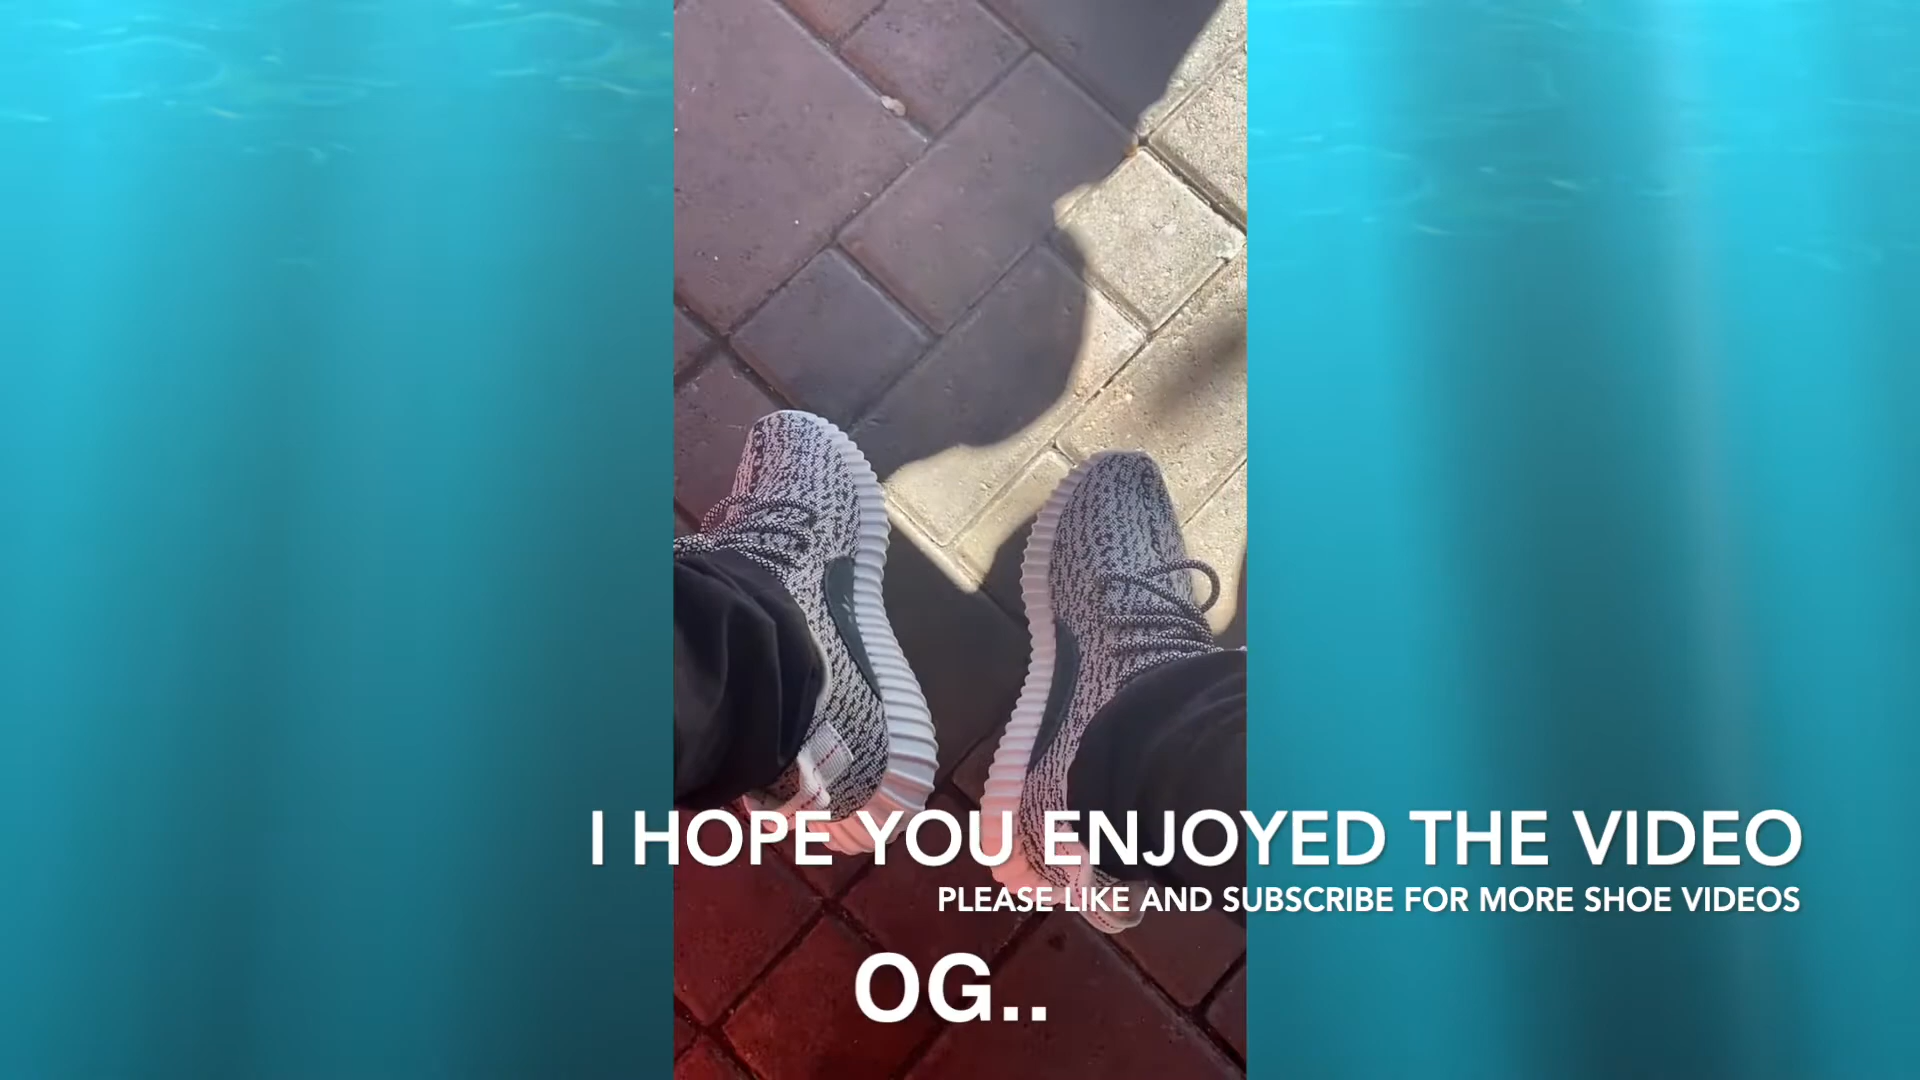 I HOPE YOU ENJOYED THE VIDEO
PLEASE LIKE AND SUBSCRIBE FOR MORE SHOE VIDEOS
OG..